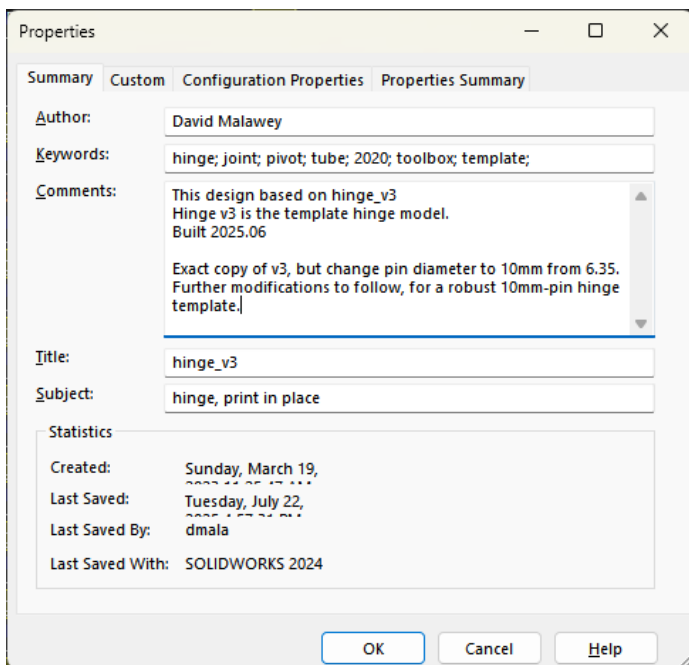 Properties
Summary Custom Configuration Properties Properties Summary
Author: David Malawey
Keywords: hinge; joint; pivot; tube; 2020; toolbox; template;
Comments: This design based on hinge_v3
Hinge v3 is the template hinge model.
Built 2025.06
Exact copy of v3, but change pin diameter to 10mm from 6.35.
Further modifications to follow, for a robust 10mm-pin hinge
template.
Title: hinge_v3
Subject: hinge, print in place
Statistics
Created: Sunday, March 19,
Last Saved: Tuesday, July 22,
Last Saved By: dmala
Last Saved With: SOLIDWORKS 2024
OK Cancel Help